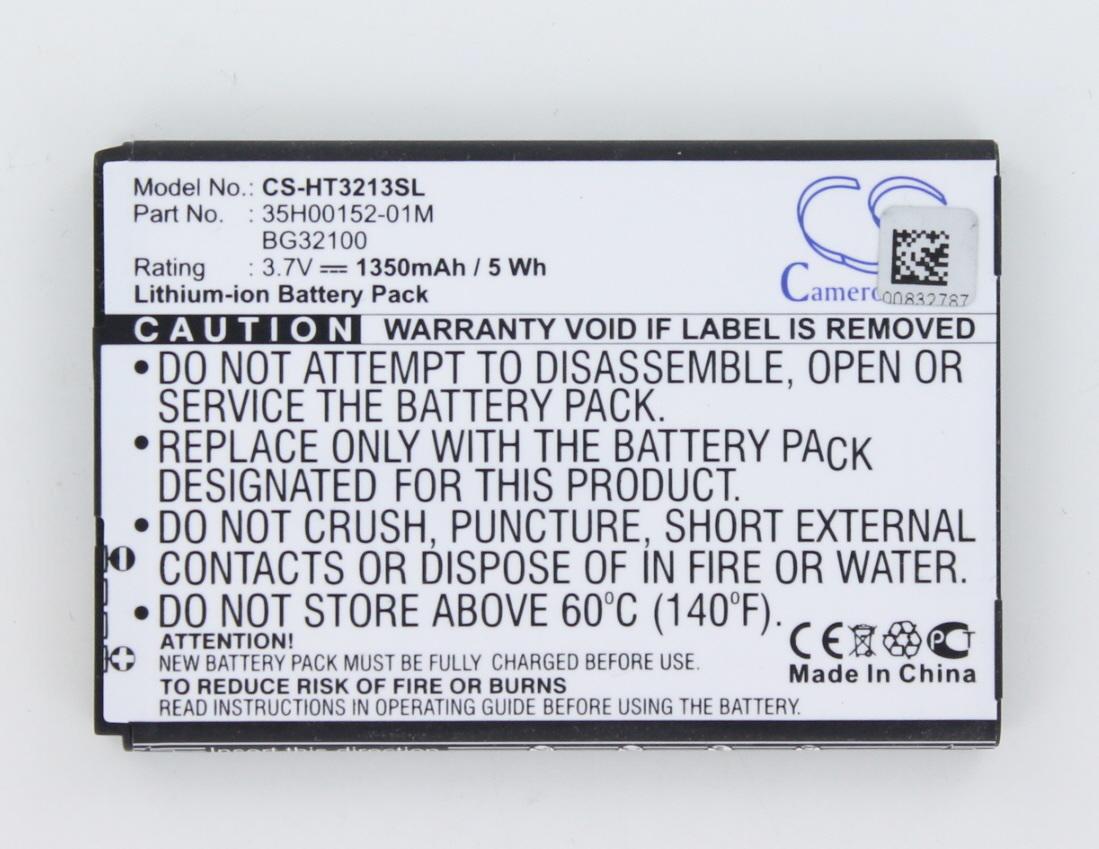 Model No.: CS-HT3213SL
Part No. : 35H00152-01M
BG32100
Rating : 3.7V 1350mAh / 5 Wh
Lithium-ion Battery Pack
CS
00832787
CAUTION WARRANTY VOID IF LABEL IS REMOVED
•DO NOT ATTEMPT TO DISASSEMBLE, OPEN OR
SERVICE THE BATTERY PACK.
•REPLACE ONLY WITH THE BATTERY PACK
DESIGNATED FOR THIS PRODUCT.
•DO NOT CRUSH, PUNCTURE, SHORT EXTERNAL
CONTACTS OR DISPOSE OF IN FIRE OR WATER.
•DO NOT STORE ABOVE 60°C (140°F).
ATTENTION!
NEW BATTERY PACK MUST BE FULLY CHARGED BEFORE USE.
TO REDUCE RISK OF FIRE OR BURNS
READ INSTRUCTIONS IN OPERATING GUIDE BEFORE USING THE BATTERY.
CE PCT
Made In China
Insert this direction